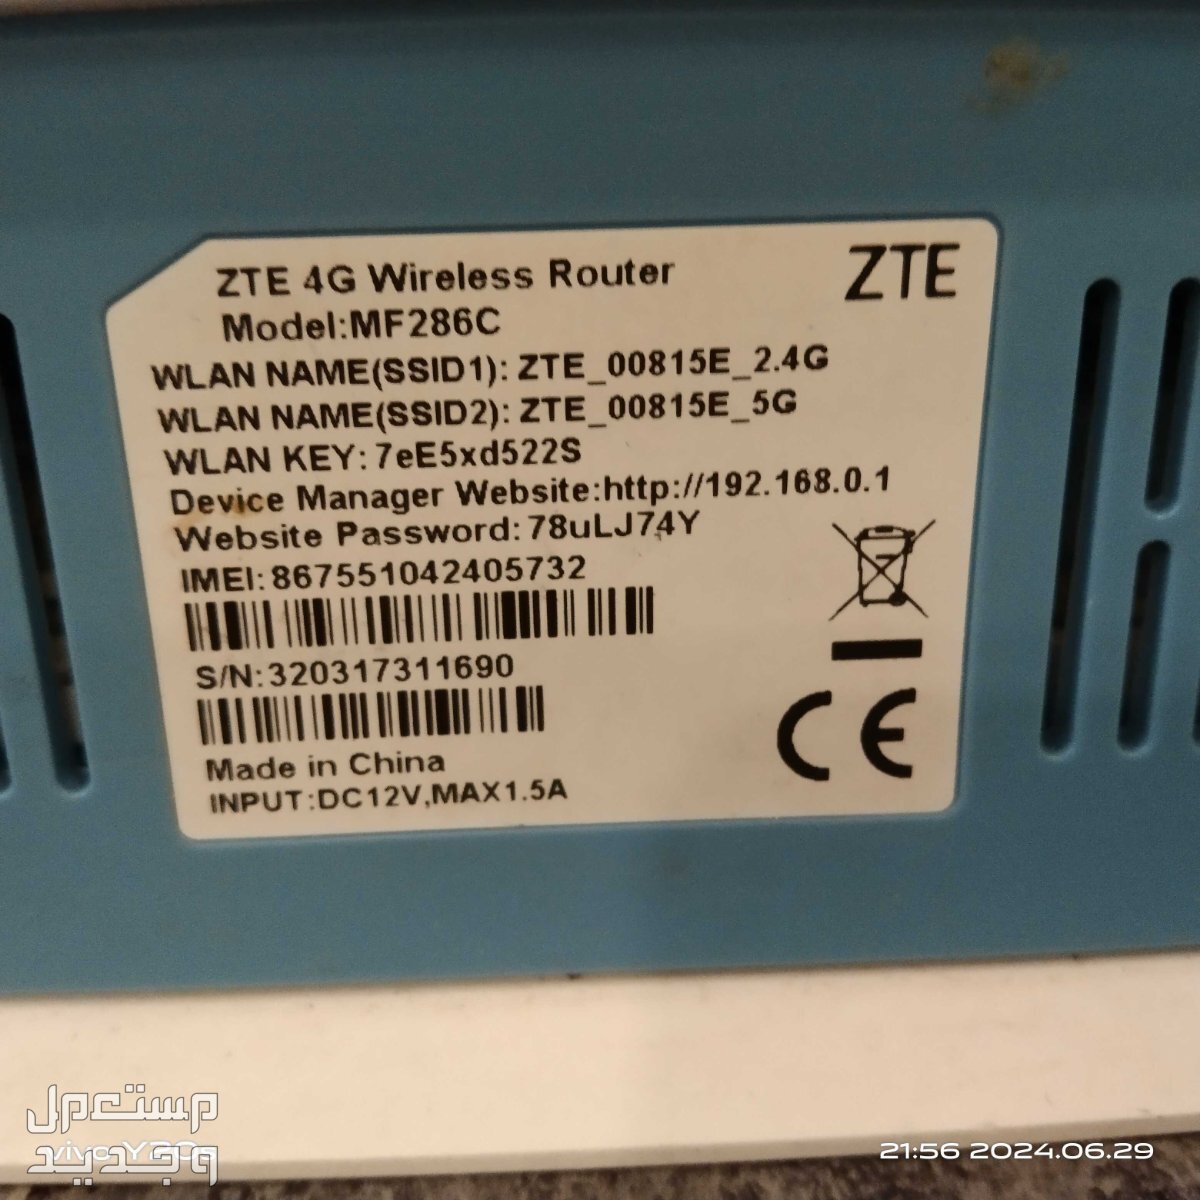 ZTE 4G Wireless Router
ZTE
Model:MF286C
WLAN NAME(SSID1): ZTE_00815E_2.4G
WLAN NAME(SSID2): ZTE_00815E_5G
WLAN KEY: 7eE5xd522S
Device Manager Website:http://192.168.0.1
Website Password: 78uLJ74Y
IMEI: 867551042405732
S/N:320317311690
Made in China
INPUT:DC12V,MAX1.5A
CE
مستعمل
وجديد
vivo
21:56 2024.06.29